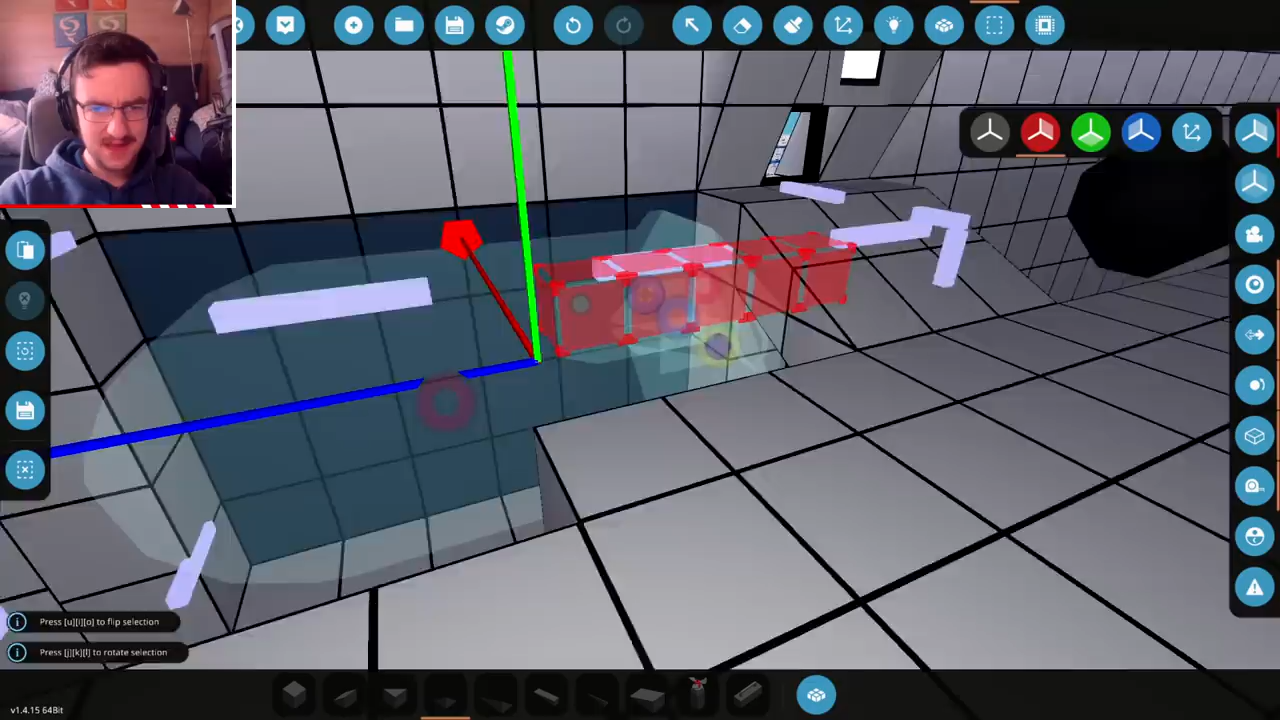 Press [u][i][o] to flip selection
Press [j][k][l] to rotate selection
v1.4.15 64Bit